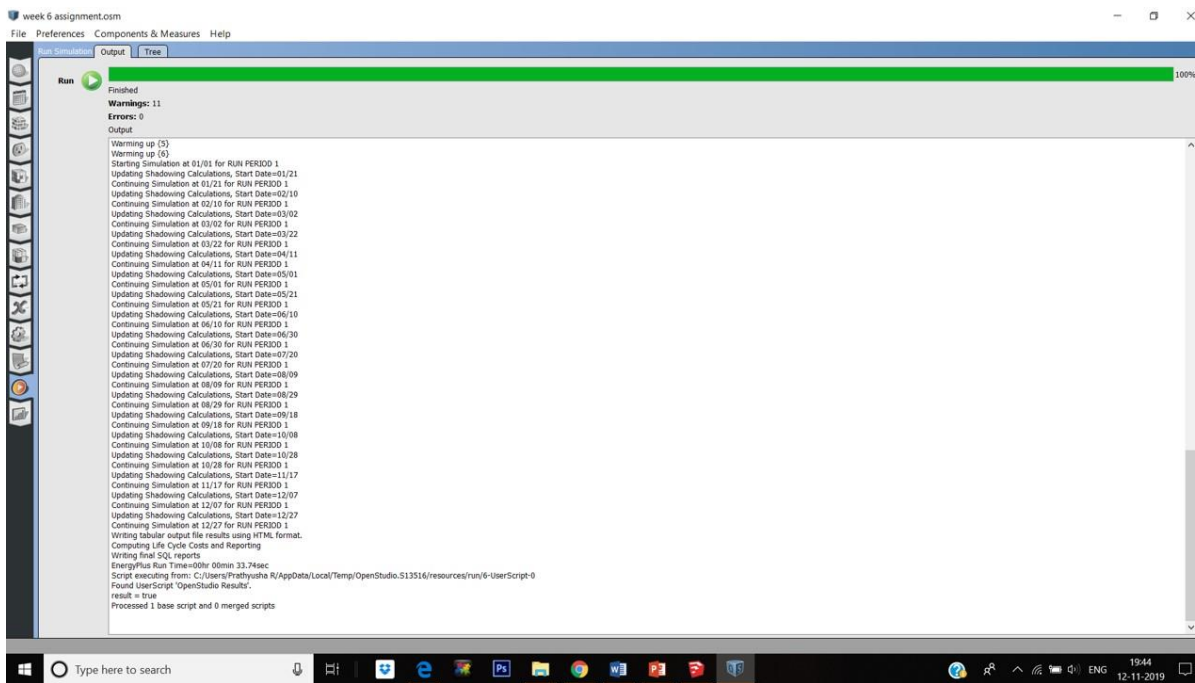 week 6 assignment.osm
File Preferences Components & Measures Help
Run Simulation Output Tree
Run
100%
Finished
Warnings: 11
Errors: 0
Output
Warming up {5}
Warming up {6}
Starting Simulation at 01/01 for RUN PERIOD 1
Updating Shadowing Calculations, Start Date=01/21
Continuing Simulation at 01/21 for RUN PERIOD 1
Updating Shadowing Calculations, Start Date=02/10
Continuing Simulation at 02/10 for RUN PERIOD 1
Updating Shadowing Calculations, Start Date=03/02
Continuing Simulation at 03/02 for RUN PERIOD 1
Updating Shadowing Calculations, Start Date=03/22
Continuing Simulation at 03/22 for RUN PERIOD 1
Updating Shadowing Calculations, Start Date=04/11
Continuing Simulation at 04/11 for RUN PERIOD 1
Updating Shadowing Calculations, Start Date=05/01
Continuing Simulation at 05/01 for RUN PERIOD 1
Updating Shadowing Calculations, Start Date=05/21
Continuing Simulation at 05/21 for RUN PERIOD 1
Updating Shadowing Calculations, Start Date=06/10
Continuing Simulation at 06/10 for RUN PERIOD 1
Updating Shadowing Calculations, Start Date=06/30
Continuing Simulation at 06/30 for RUN PERIOD 1
Updating Shadowing Calculations, Start Date=07/20
Continuing Simulation at 07/20 for RUN PERIOD 1
Updating Shadowing Calculations, Start Date=08/09
Continuing Simulation at 08/09 for RUN PERIOD 1
Updating Shadowing Calculations, Start Date=08/29
Continuing Simulation at 08/29 for RUN PERIOD 1
Updating Shadowing Calculations, Start Date=09/18
Continuing Simulation at 09/18 for RUN PERIOD 1
Updating Shadowing Calculations, Start Date=10/08
Continuing Simulation at 10/08 for RUN PERIOD 1
Updating Shadowing Calculations, Start Date=10/28
Continuing Simulation at 10/28 for RUN PERIOD 1
Updating Shadowing Calculations, Start Date=11/17
Continuing Simulation at 11/17 for RUN PERIOD 1
Updating Shadowing Calculations, Start Date=12/07
Continuing Simulation at 12/07 for RUN PERIOD 1
Updating Shadowing Calculations, Start Date=12/27
Continuing Simulation at 12/27 for RUN PERIOD 1
Writing tabular output file results using HTML format.
Computing Life Cycle Costs and Reporting
Writing final SQL reports
EnergyPlus Run Time=00hr 00min 33.74sec
Script executing from: C:/Users/Prathyusha R/AppData/Local/Temp/OpenStudio.S13516/resources/run/6-UserScript-0
Found UserScript 'OpenStudio Results'.
result = true
Processed 1 base script and 0 merged scripts
Type here to search
Ps
ENG
19:44
12-11-2019